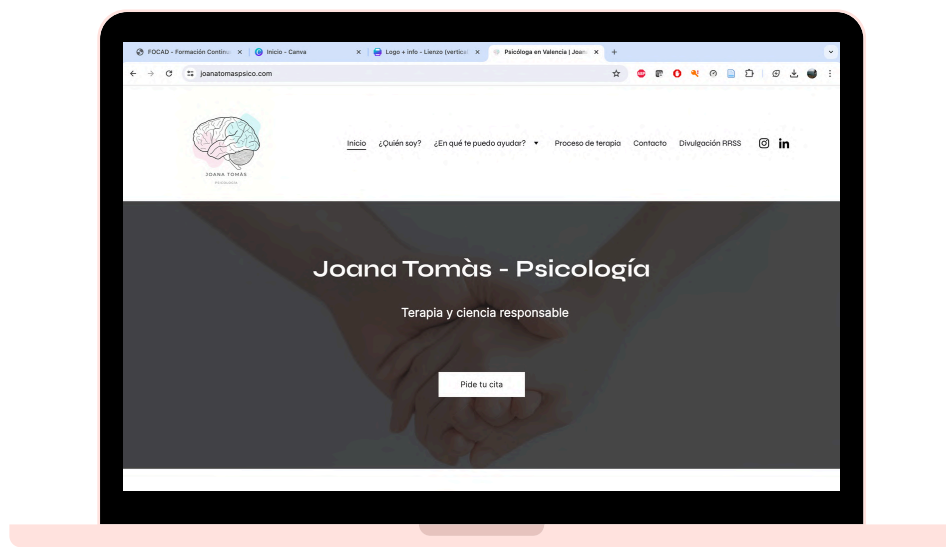 FOCAD - Formación Continu
Inicio - Canva
Logo + info - Lienzo (vertical
Psicóloga en Valencia | Joan
joanatomaspsico.com
JOANA TOMÀS
PSICOLOGÍA
Inicio
¿Quién soy?
¿En qué te puedo ayudar?
Proceso de terapia
Contacto
Divulgación RRSS
Joana Tomàs - Psicología
Terapia y ciencia responsable
Pide tu cita